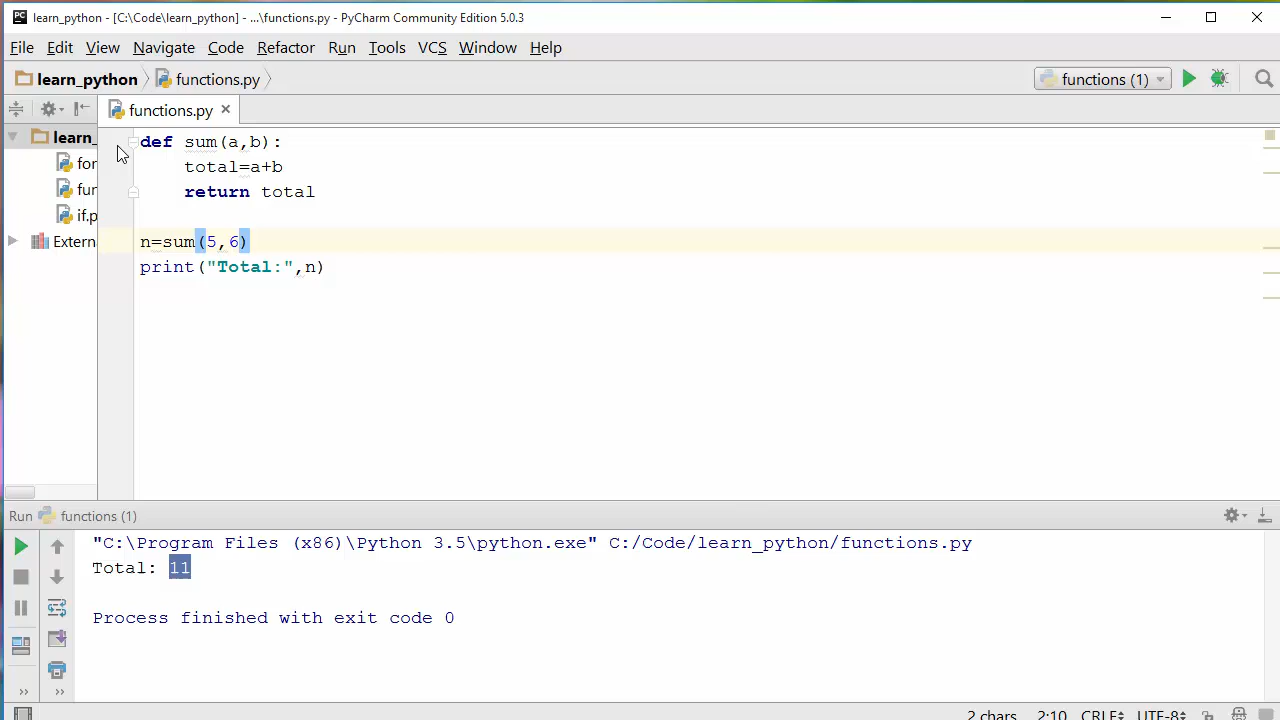 learn_python - [C:\Code\learn_python] - ...\functions.py - PyCharm Community Edition 5.0.3
File Edit View Navigate Code Refactor Run Tools VCS Window Help
learn_python functions.py functions (1)
functions.py
learn_
for
fun
if.p
Extern
def sum(a,b):
    total=a+b
    return total
n=sum(5,6)
print("Total:",n)
Run functions (1)
"C:\Program Files (x86)\Python 3.5\python.exe" C:/Code/learn_python/functions.py
Total: 11
Process finished with exit code 0
2 chars 2:10 CRLF UTF-8